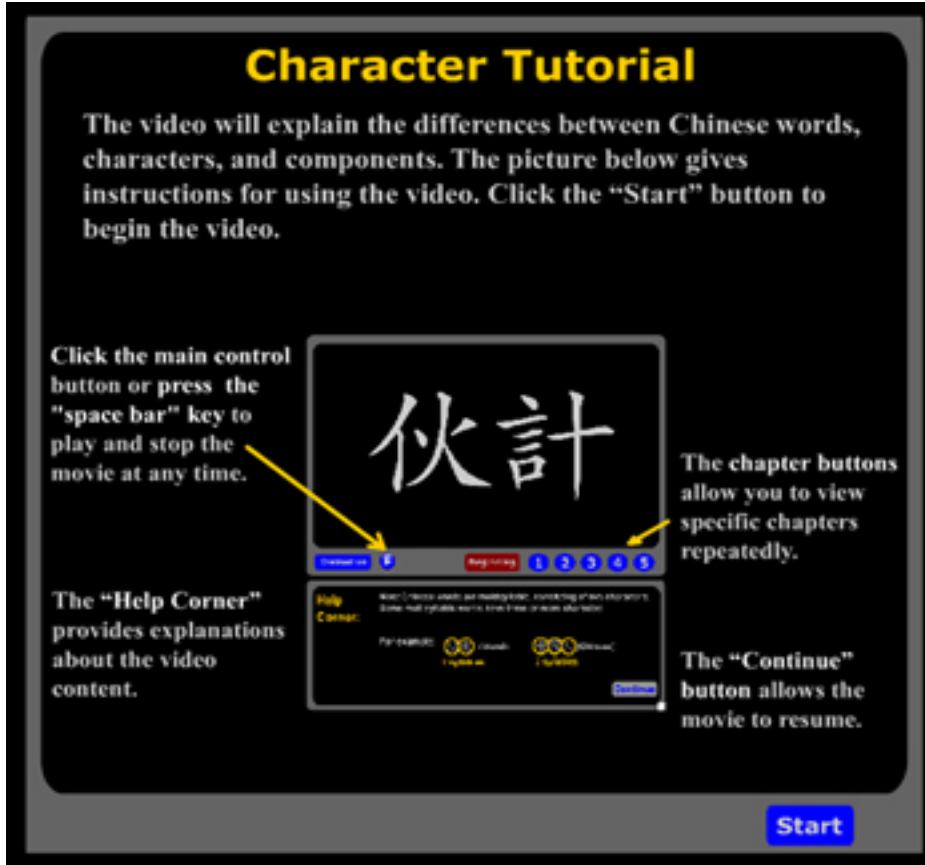 Character Tutorial
The video will explain the differences between Chinese words,
characters, and components. The picture below gives
instructions for using the video. Click the “Start” button to
begin the video.
Click the main control
button or press the
"space bar" key to
play and stop the
movie at any time.
伙計
The chapter buttons
allow you to view
specific chapters
repeatedly.
Beginning 1 2 3 4 5
The “Help Corner”
provides explanations
about the video
content.
Help
Corner:
For example:
Continue
The “Continue”
button allows the
movie to resume.
Start